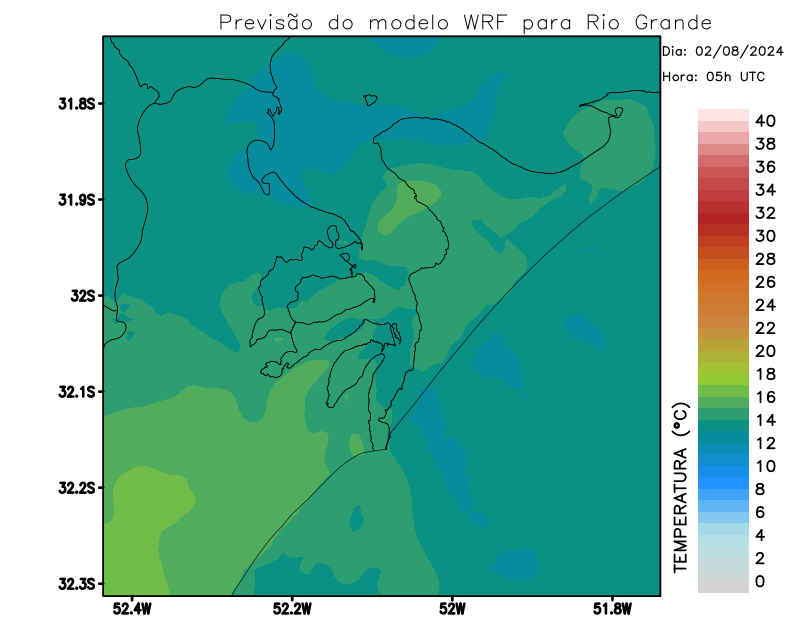 Previsão do modelo WRF para Rio Grande
Dia: 02/08/2024
Hora: 05h UTC
31.8S
31.9S
32S
32.1S
32.2S
32.3S
52.4W
52.2W
52W
51.8W
TEMPERATURA (°C)
40
38
36
34
32
30
28
26
24
22
20
18
16
14
12
10
8
6
4
2
0